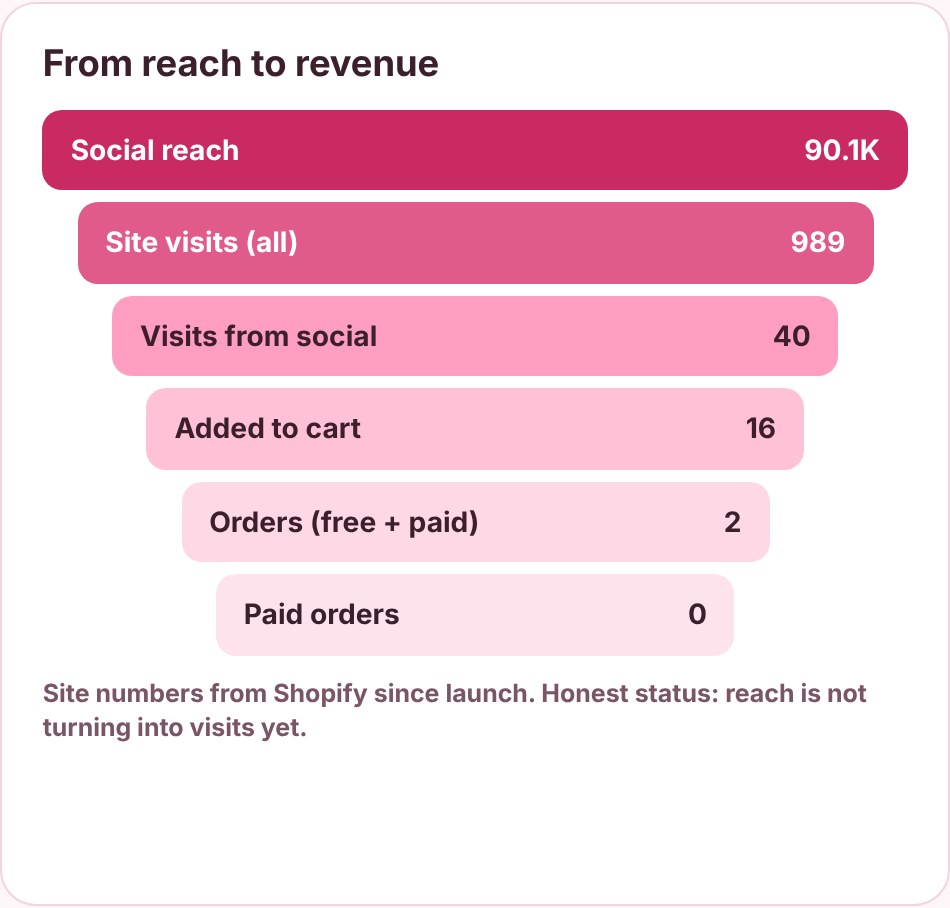 From reach to revenue
Social reach 90.1K
Site visits (all) 989
Visits from social 40
Added to cart 16
Orders (free + paid) 2
Paid orders 0
Site numbers from Shopify since launch. Honest status: reach is not
turning into visits yet.